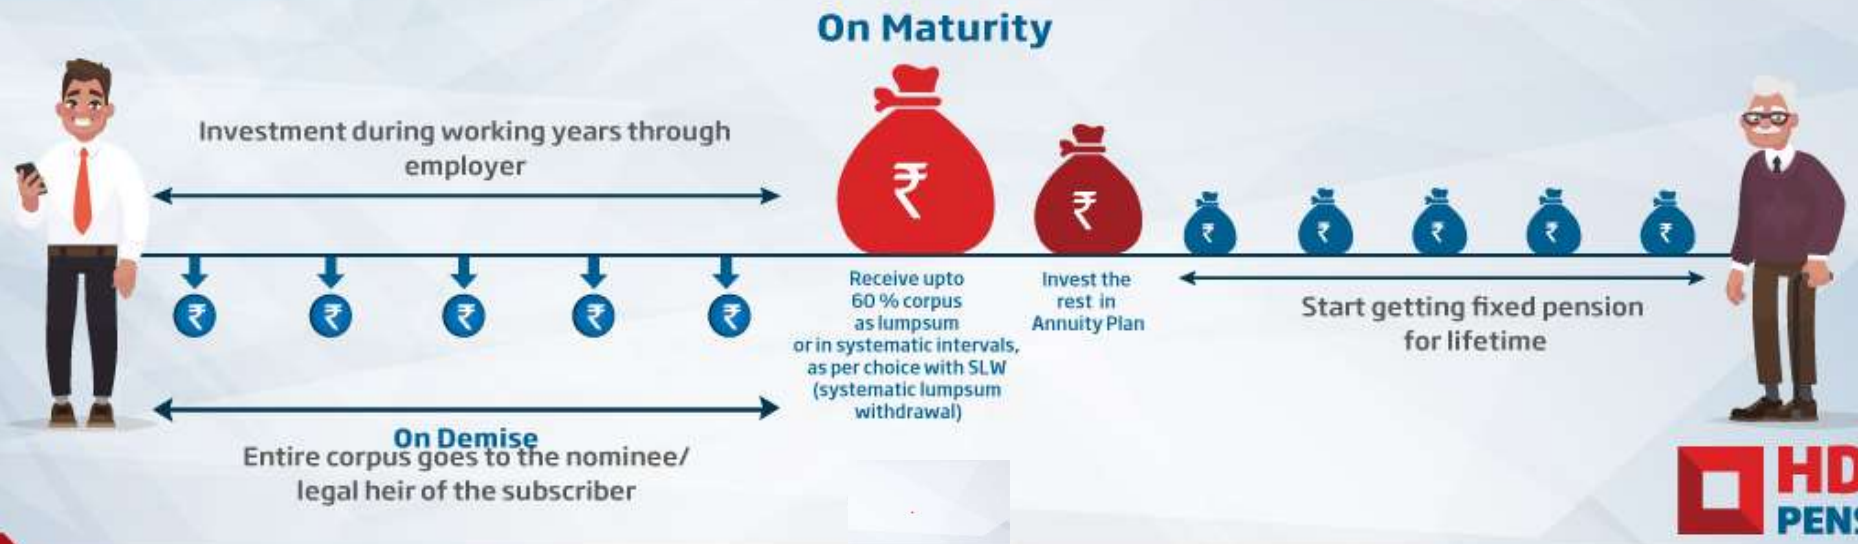 On Maturity
Investment during working years through
employer
₹
₹
₹
₹
₹
₹
₹
₹
₹
₹
₹
₹
Receive upto
60 % corpus
as lumpsum
or in systematic intervals,
as per choice with SLW
(systematic lumpsum
withdrawal)
Invest the
rest in
Annuity Plan
Start getting fixed pension
for lifetime
On Demise
Entire corpus goes to the nominee/
legal heir of the subscriber
HD
PENS